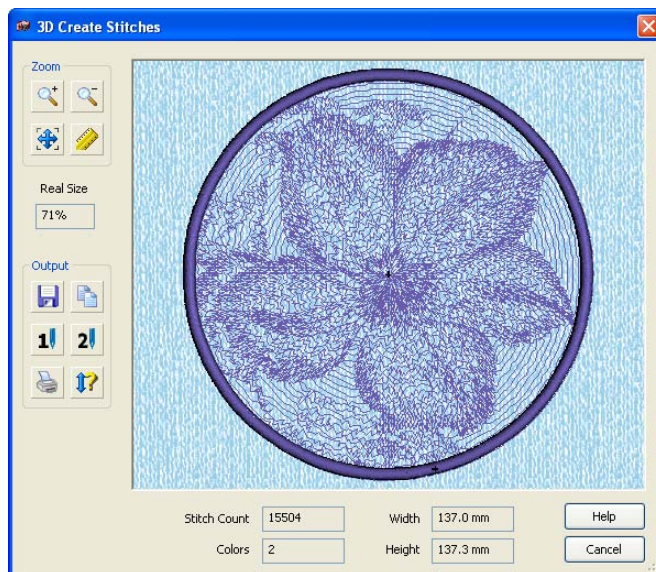 3D Create Stitches
Zoom
Real Size
71%
Output
1
2
?
Stitch Count 15504 Width 137.0 mm Help
Colors 2 Height 137.3 mm Cancel